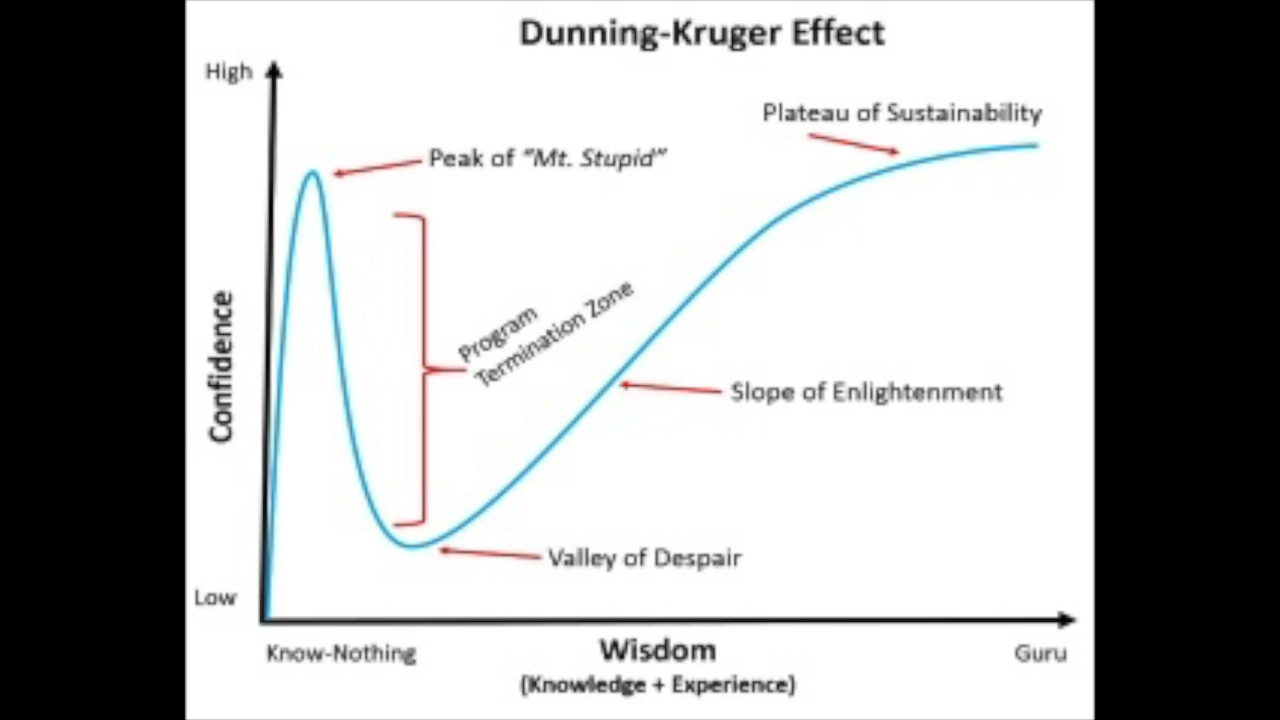 Dunning-Kruger Effect
High
Plateau of Sustainability
Peak of "Mt. Stupid"
Program
Termination Zone
Confidence
Slope of Enlightenment
Valley of Despair
Low
Know-Nothing
Wisdom
Guru
(Knowledge + Experience)